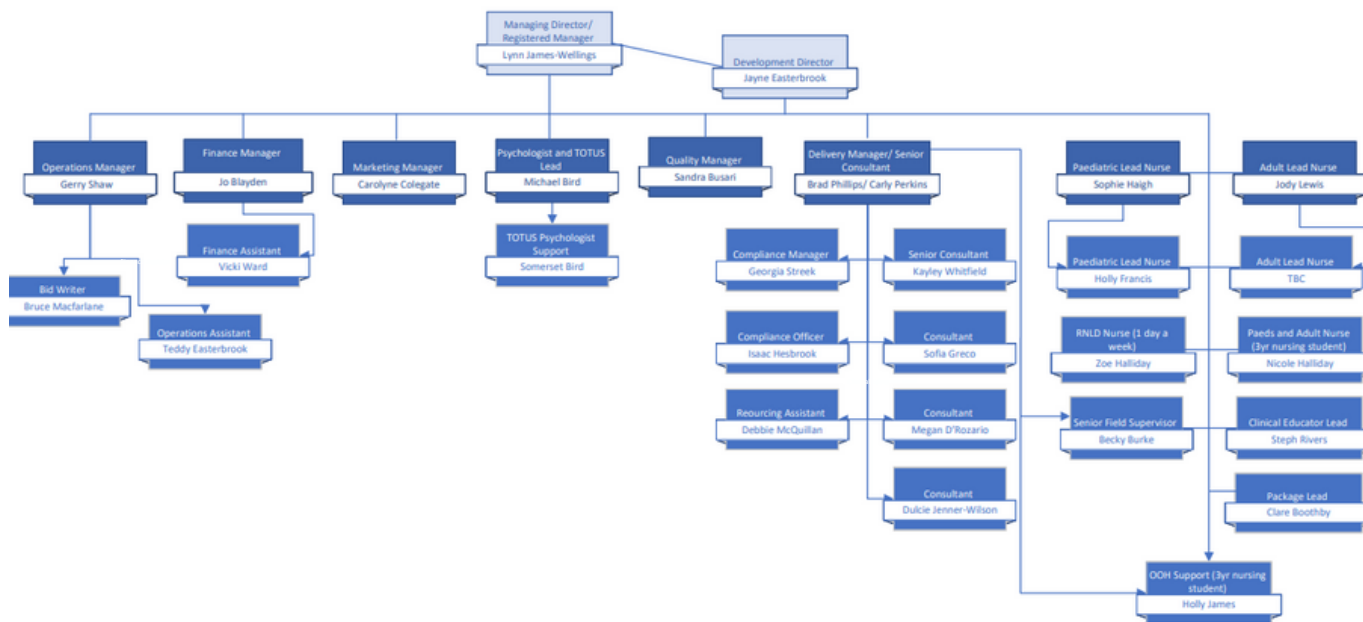 Managing Director/
Registered Manager
Lynn James-Wellings
Development Director
Jayne Easterbrook
Operations Manager
Gerry Shaw
Finance Manager
Jo Blayden
Marketing Manager
Carolyne Colegate
Psychologist and TOTUS
Lead
Michael Bird
Quality Manager
Sandra Busari
Delivery Manager/ Senior
Consultant
Brad Phillips/ Carly Perkins
Paediatric Lead Nurse
Sophie Haigh
Adult Lead Nurse
Jody Lewis
Finance Assistant
Vicki Ward
TOTUS Psychologist
Support
Somerset Bird
Compliance Manager
Georgia Streek
Senior Consultant
Kayley Whitfield
Paediatric Lead Nurse
Holly Francis
Adult Lead Nurse
TBC
Bid Writer
Bruce Macfarlane
Operations Assistant
Teddy Easterbrook
Compliance Officer
Isaac Hesbrook
Consultant
Sofia Greco
RNLD Nurse (1 day a
week)
Zoe Halliday
Paeds and Adult Nurse
(3yr nursing student)
Nicole Halliday
Reourcing Assistant
Debbie McQuillan
Consultant
Megan D'Rozario
Senior Field Supervisor
Becky Burke
Clinical Educator Lead
Steph Rivers
Consultant
Dulcie Jenner-Wilson
Package Lead
Clare Boothby
OOH Support (3yr nursing
student)
Holly James